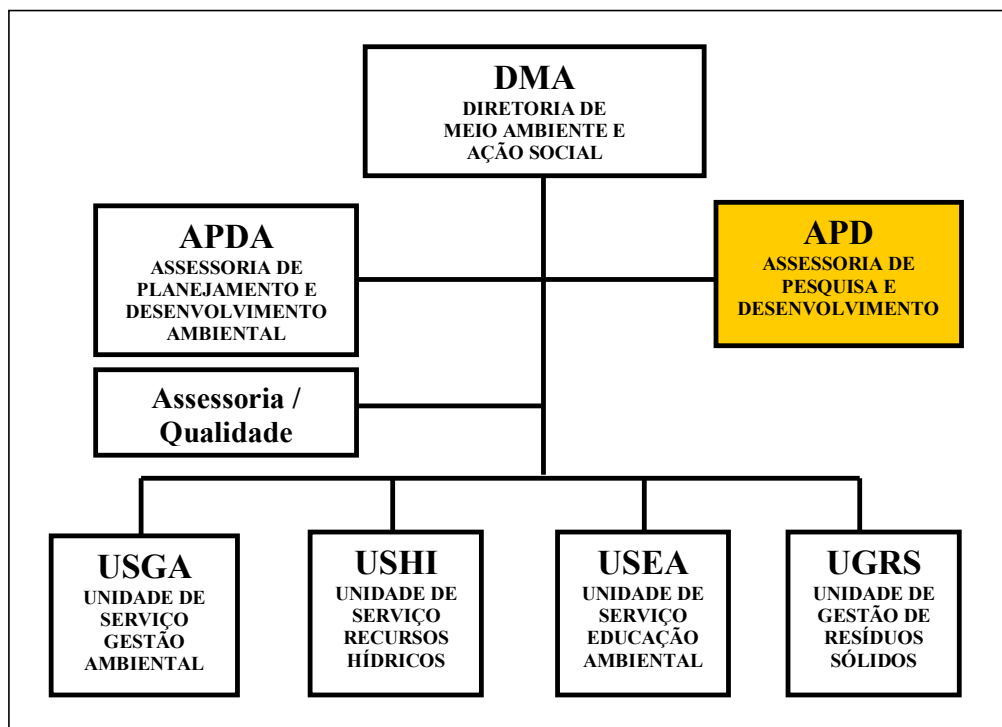 DMA
DIRETORIA DE
MEIO AMBIENTE E
AÇÃO SOCIAL
APDA
ASSESSORIA DE
PLANEJAMENTO E
DESENVOLVIMENTO
AMBIENTAL
APD
ASSESSORIA DE
PESQUISA E
DESENVOLVIMENTO
Assessoria /
Qualidade
USGA
UNIDADE DE
SERVIÇO
GESTÃO
AMBIENTAL
USHI
UNIDADE DE
SERVIÇO
RECURSOS
HÍDRICOS
USEA
UNIDADE DE
SERVIÇO
EDUCAÇÃO
AMBIENTAL
UGRS
UNIDADE DE
GESTÃO DE
RESÍDUOS
SÓLIDOS